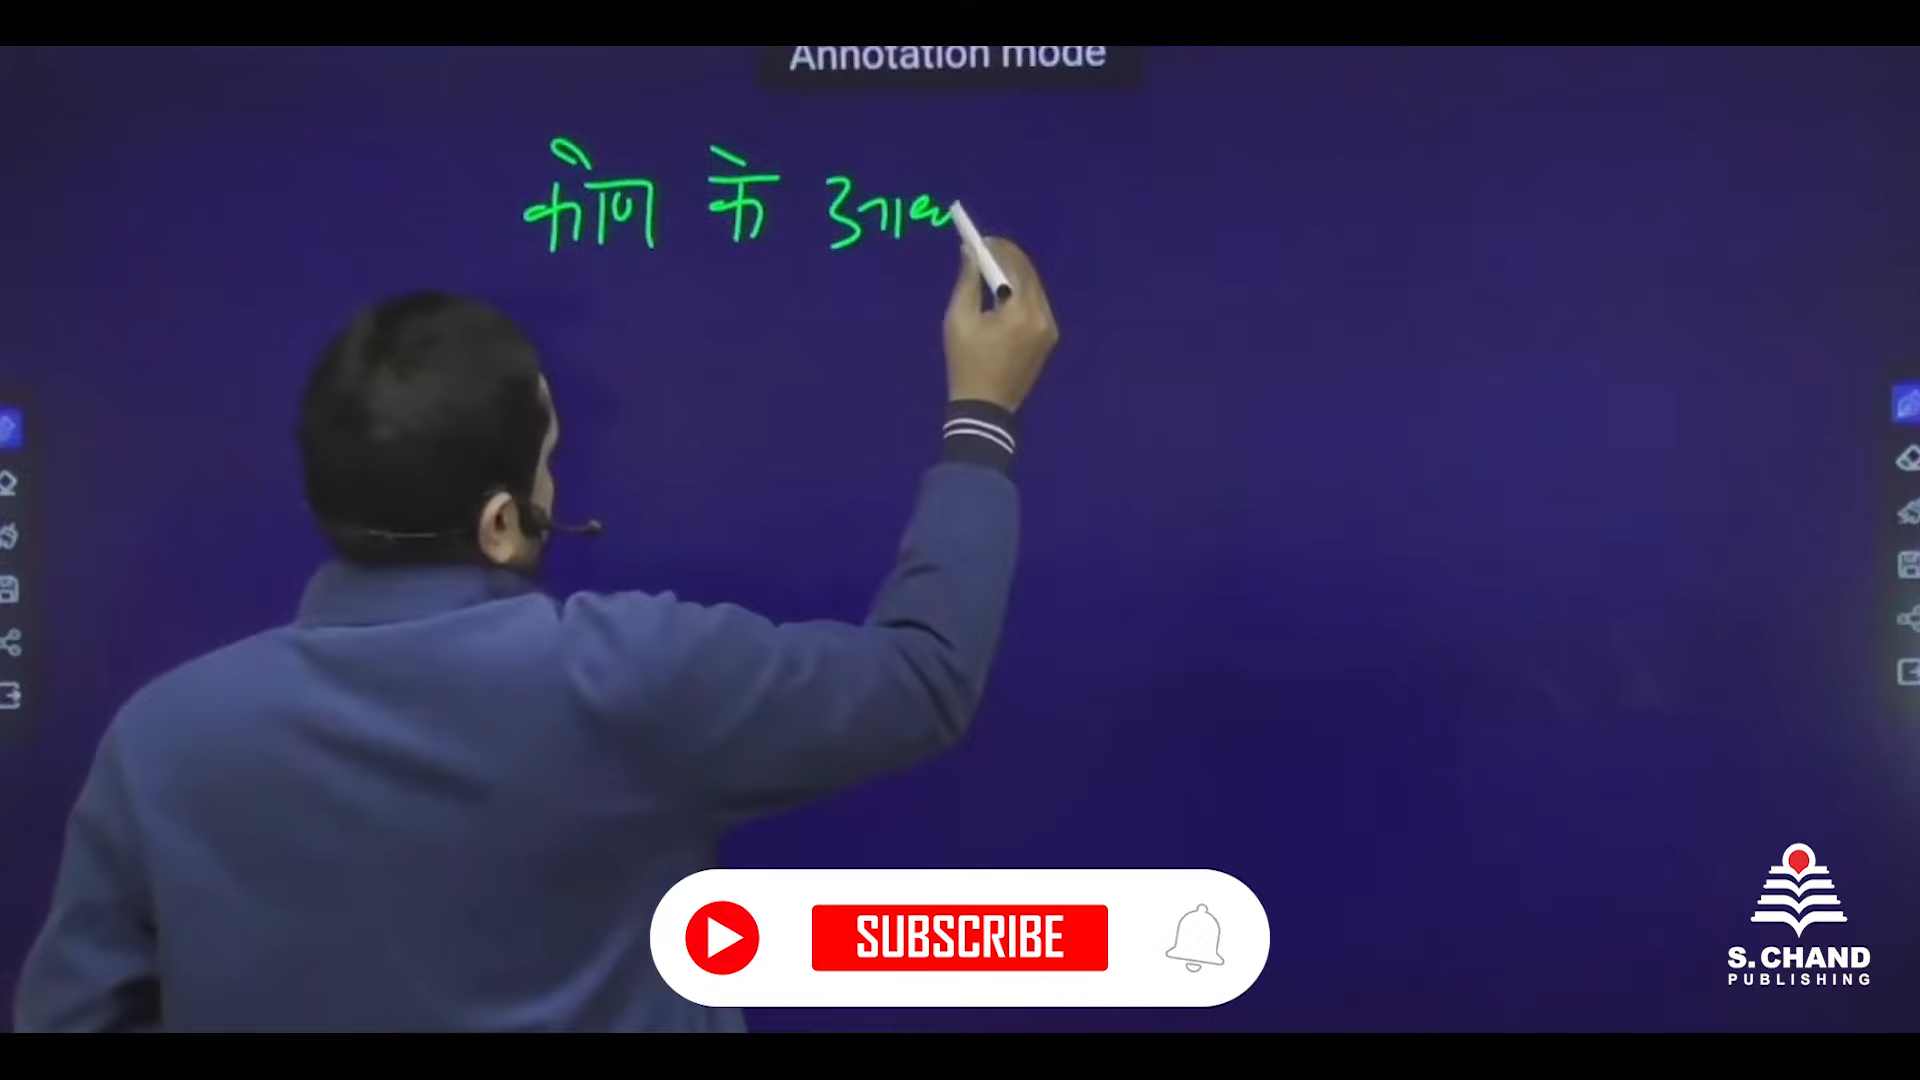 Annotation mode
कोण के
SUBSCRIBE
S. CHAND
PUBLISHING